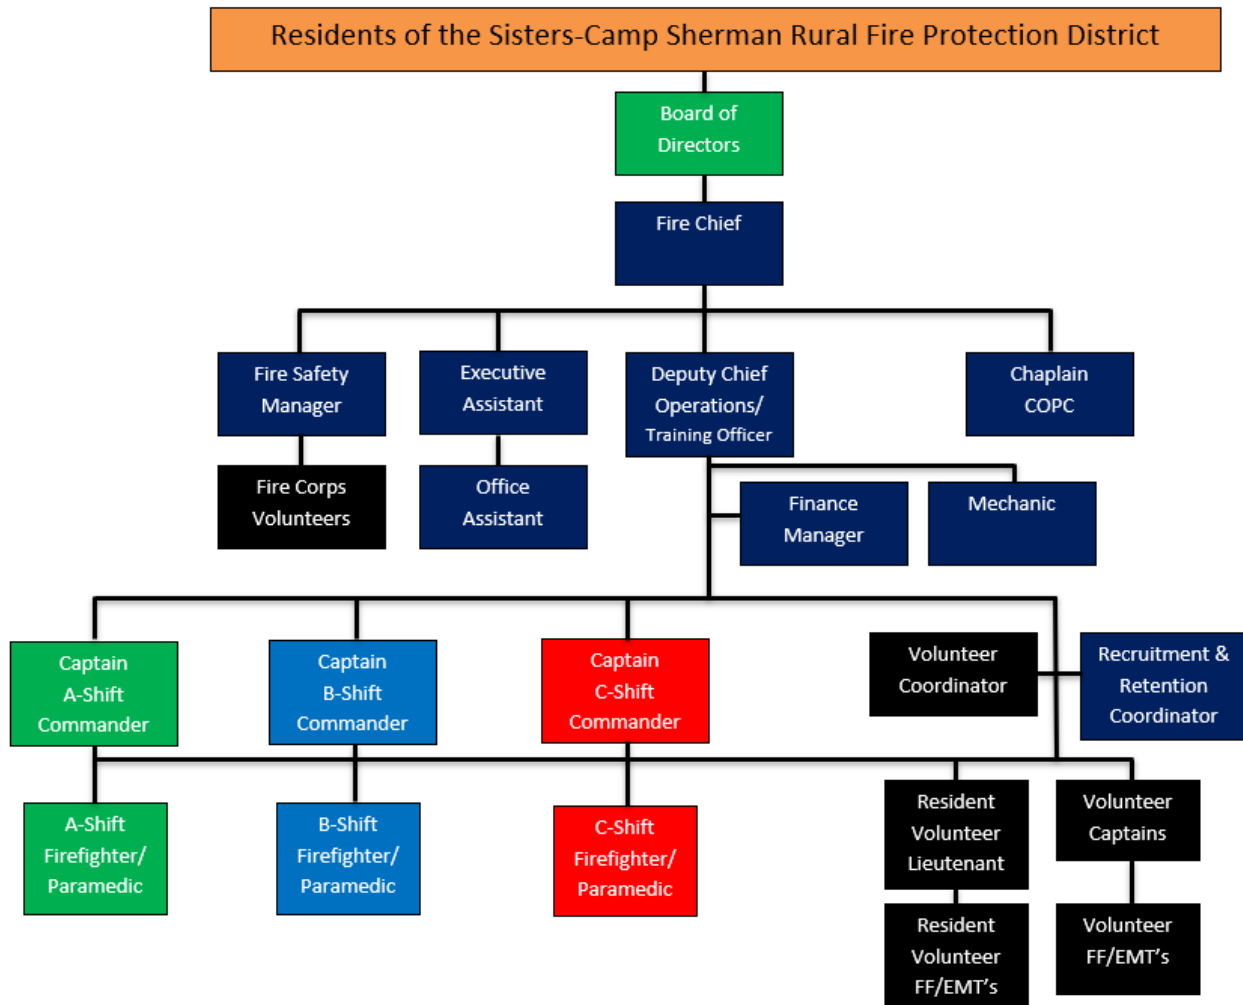 Residents of the Sisters-Camp Sherman Rural Fire Protection District
Board of
Directors
Fire Chief
Fire Safety
Manager
Executive
Assistant
Deputy Chief
Operations/
Training Officer
Chaplain
COPC
Fire Corps
Volunteers
Office
Assistant
Finance
Manager
Mechanic
Captain
A-Shift
Commander
Captain
B-Shift
Commander
Captain
C-Shift
Commander
Volunteer
Coordinator
Recruitment &
Retention
Coordinator
A-Shift
Firefighter/
Paramedic
B-Shift
Firefighter/
Paramedic
C-Shift
Firefighter/
Paramedic
Resident
Volunteer
Lieutenant
Volunteer
Captains
Resident
Volunteer
FF/EMT’s
Volunteer
FF/EMT’s